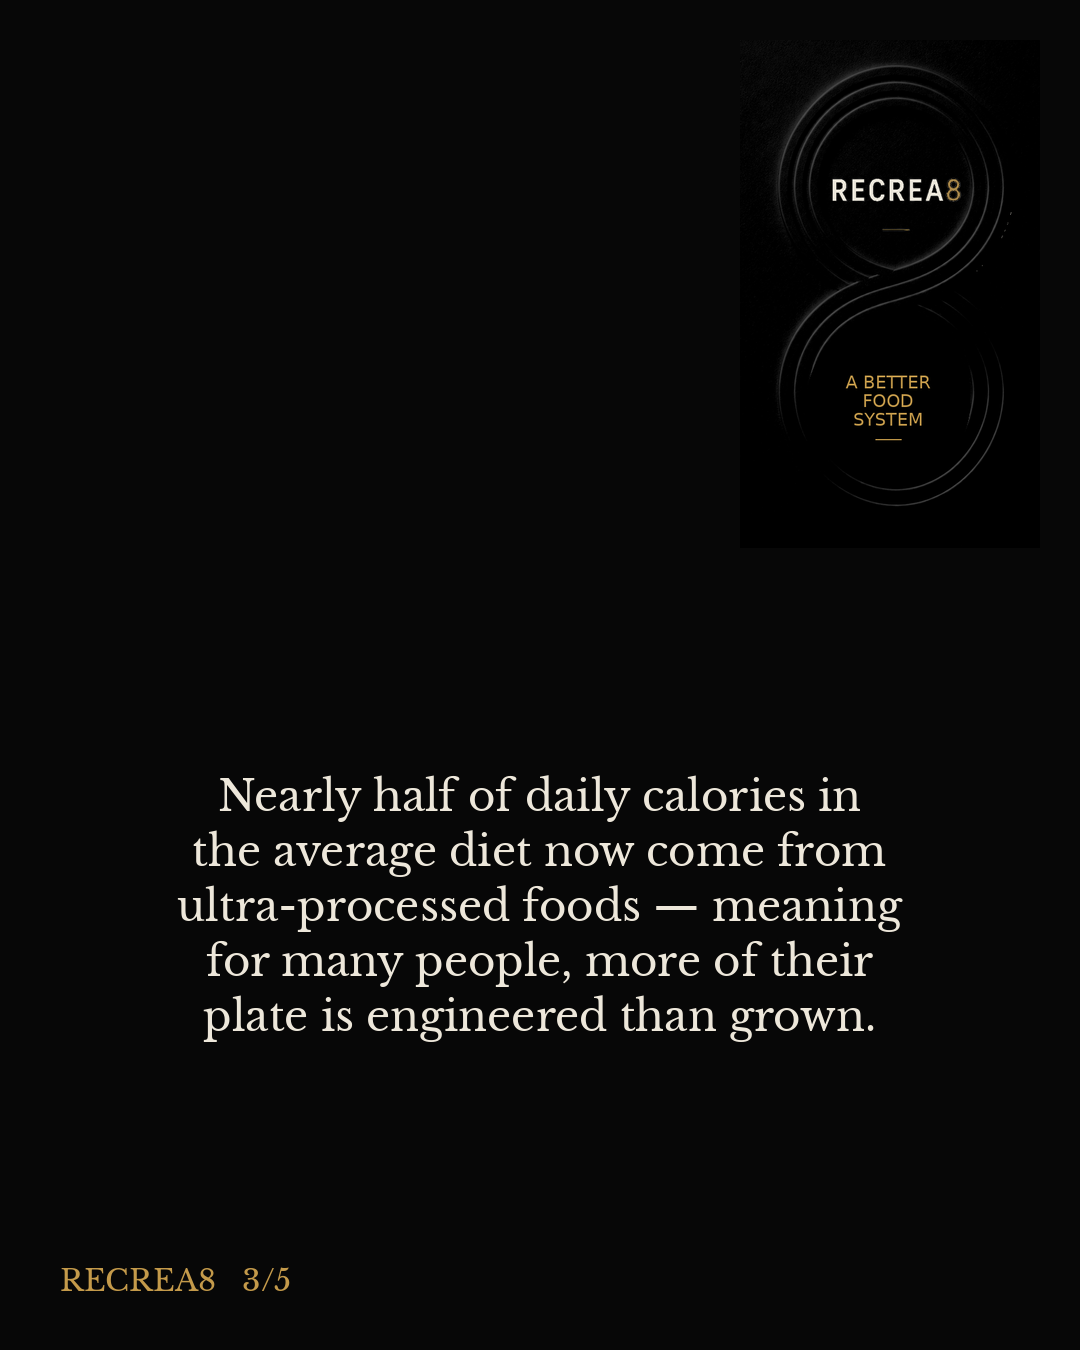 RECREA8
A BETTER
FOOD
SYSTEM
Nearly half of daily calories in
the average diet now come from
ultra-processed foods — meaning
for many people, more of their
plate is engineered than grown.
RECREA8 3/5